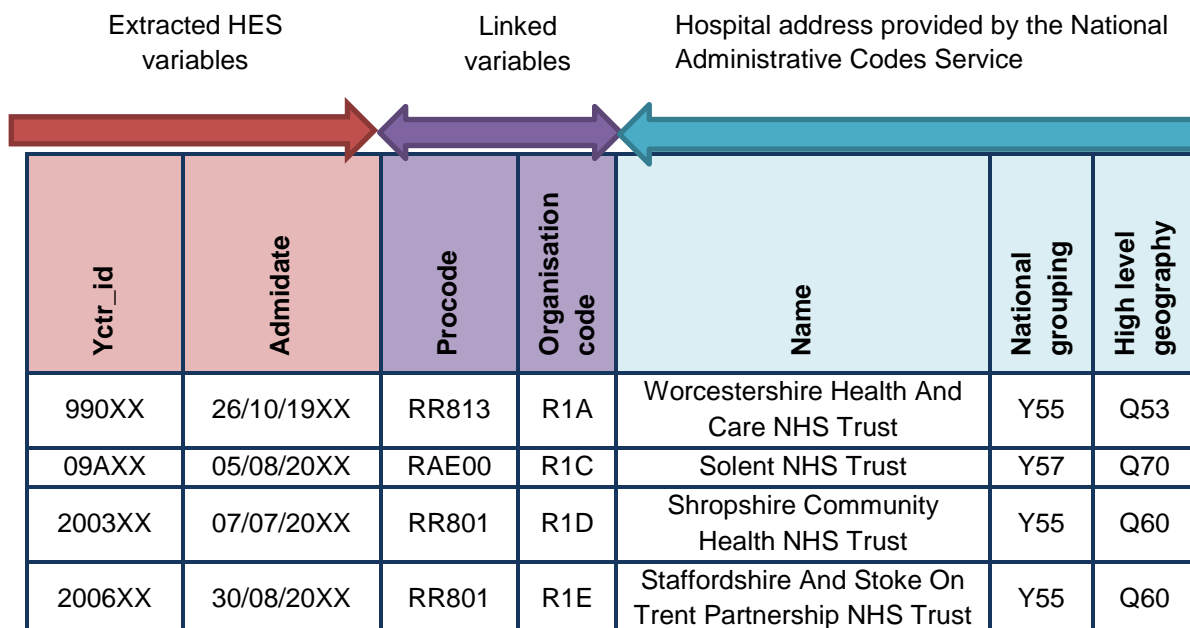 Extracted HES
variables
Linked
variables
Hospital address provided by the National
Administrative Codes Service
Yctr_id
Admidate
Procode
Organisation
code
Name
National
grouping
High level
geography
990XX 26/10/19XX RR813 R1A Worcestershire Health And
Care NHS Trust Y55 Q53
09AXX 05/08/20XX RAE00 R1C Solent NHS Trust Y57 Q70
2003XX 07/07/20XX RR801 R1D Shropshire Community
Health NHS Trust Y55 Q60
2006XX 30/08/20XX RR801 R1E Staffordshire And Stoke On
Trent Partnership NHS Trust Y55 Q60